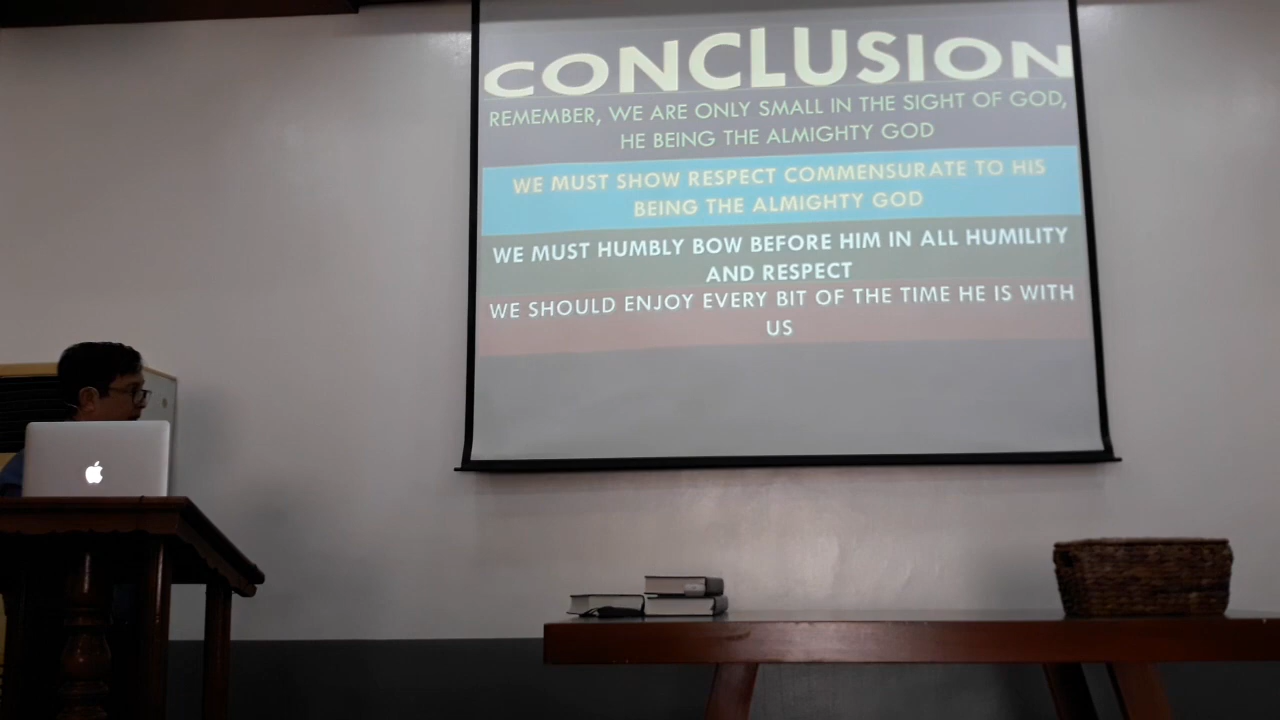 CONCLUSION
REMEMBER, WE ARE ONLY SMALL IN THE SIGHT OF GOD,
HE BEING THE ALMIGHTY GOD
WE MUST SHOW RESPECT COMMENSURATE TO HIS
BEING THE ALMIGHTY GOD
WE MUST HUMBLY BOW BEFORE HIM IN ALL HUMILITY
AND RESPECT
WE SHOULD ENJOY EVERY BIT OF THE TIME HE IS WITH
US